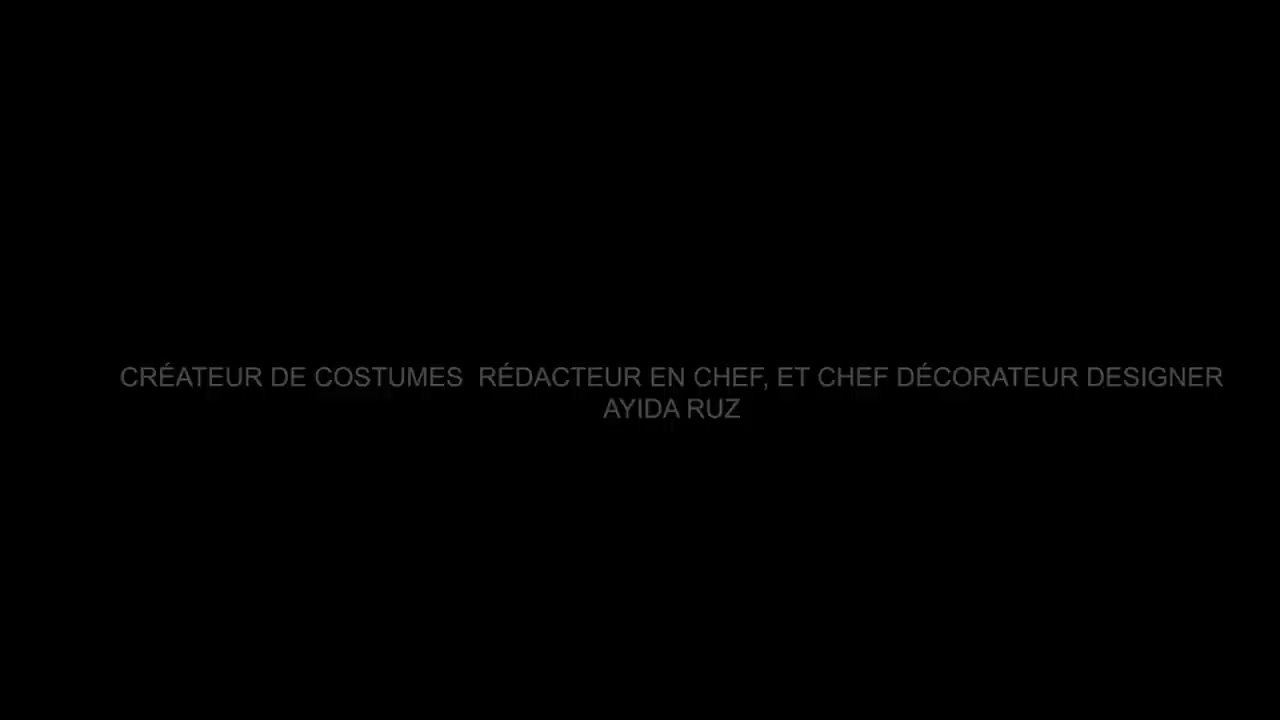 CRÉATEUR DE COSTUMES  RÉDACTEUR EN CHEF, ET CHEF DÉCORATEUR DESIGNER
AYIDA RUZ